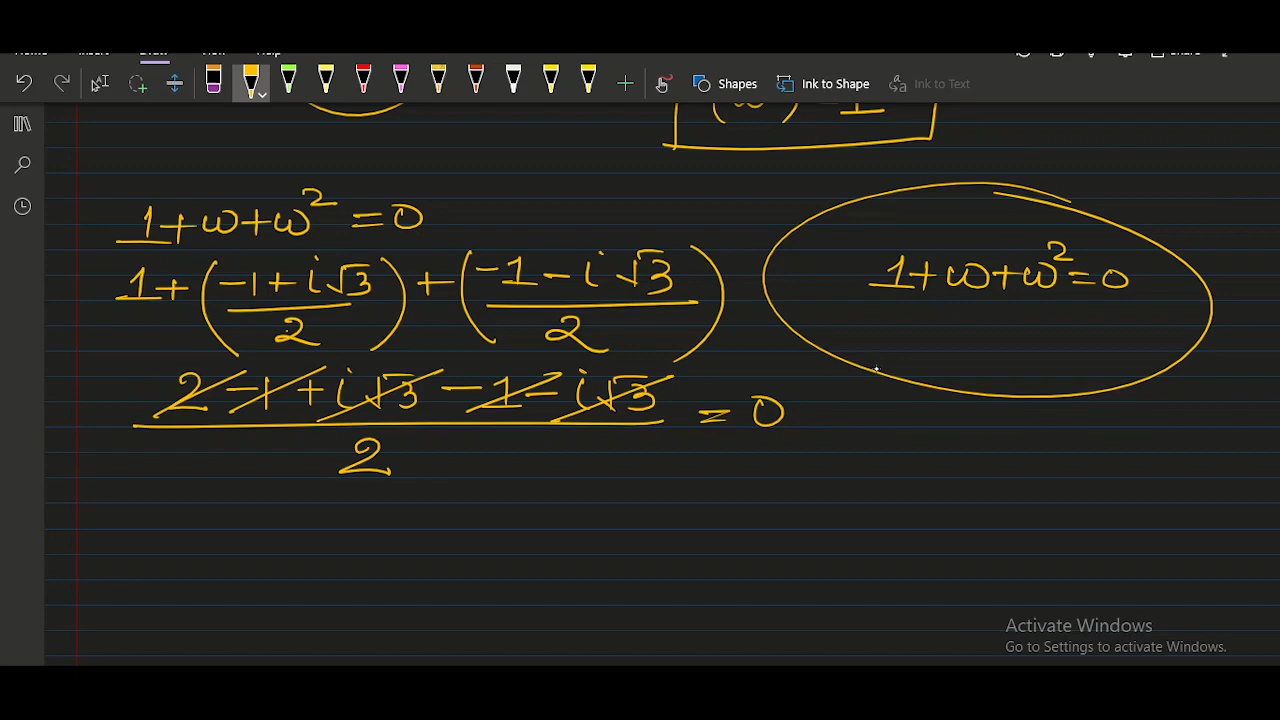 Shapes Ink to Shape Ink to Text
1+ω+ω²=0
1+(-1+i√3/2)+(-1-i√3/2)
2-1+i√3-1-i√3/2 = 0
1+ω+ω²=0
Activate Windows
Go to Settings to activate Windows.